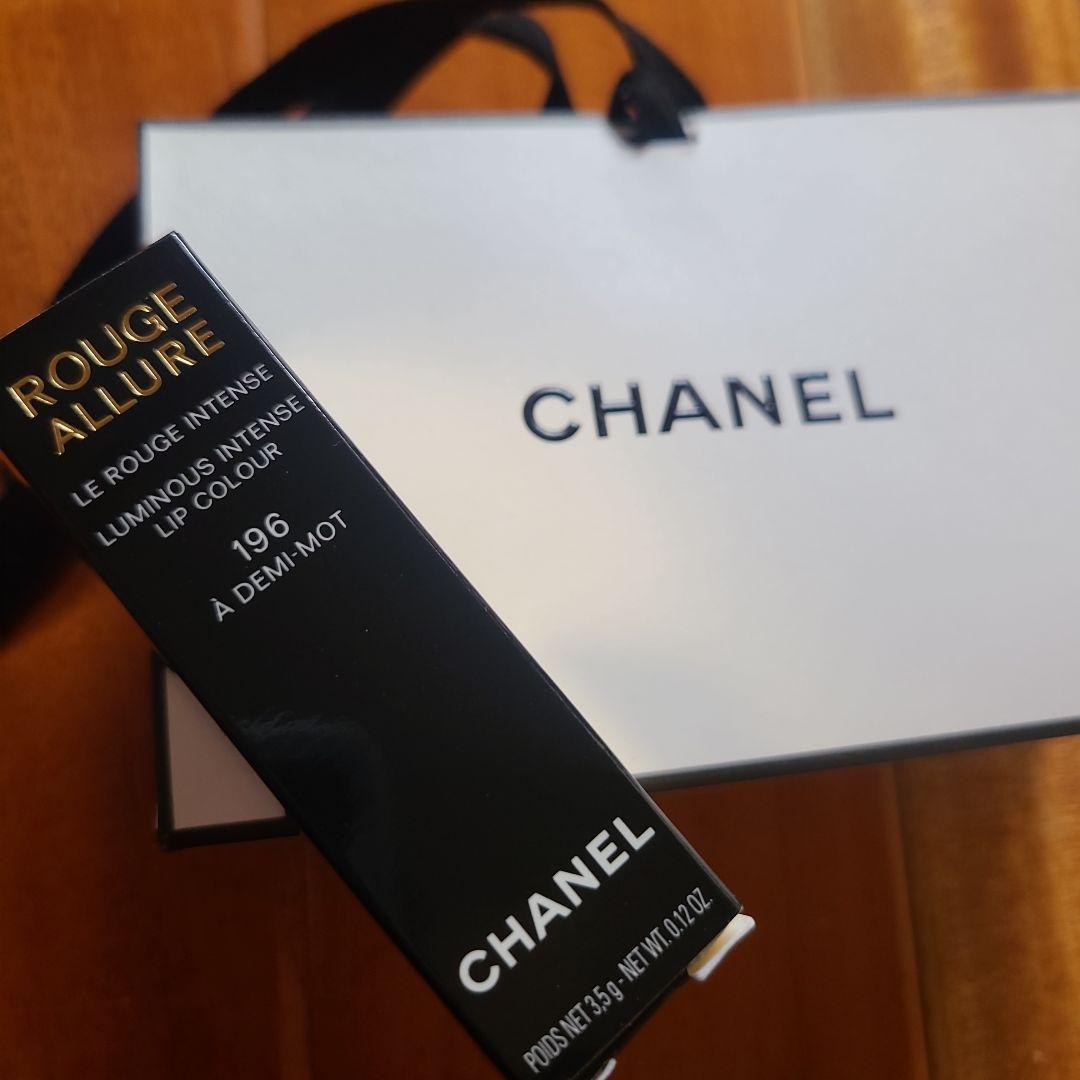 ROUGE
ALLURE
LE ROUGE INTENSE
LUMINOUS INTENSE
LIP COLOUR
196
À DEMI-MOT
CHANEL
POIDS NET 3,5 g - NET WT. 0.12 OZ.
CHANEL